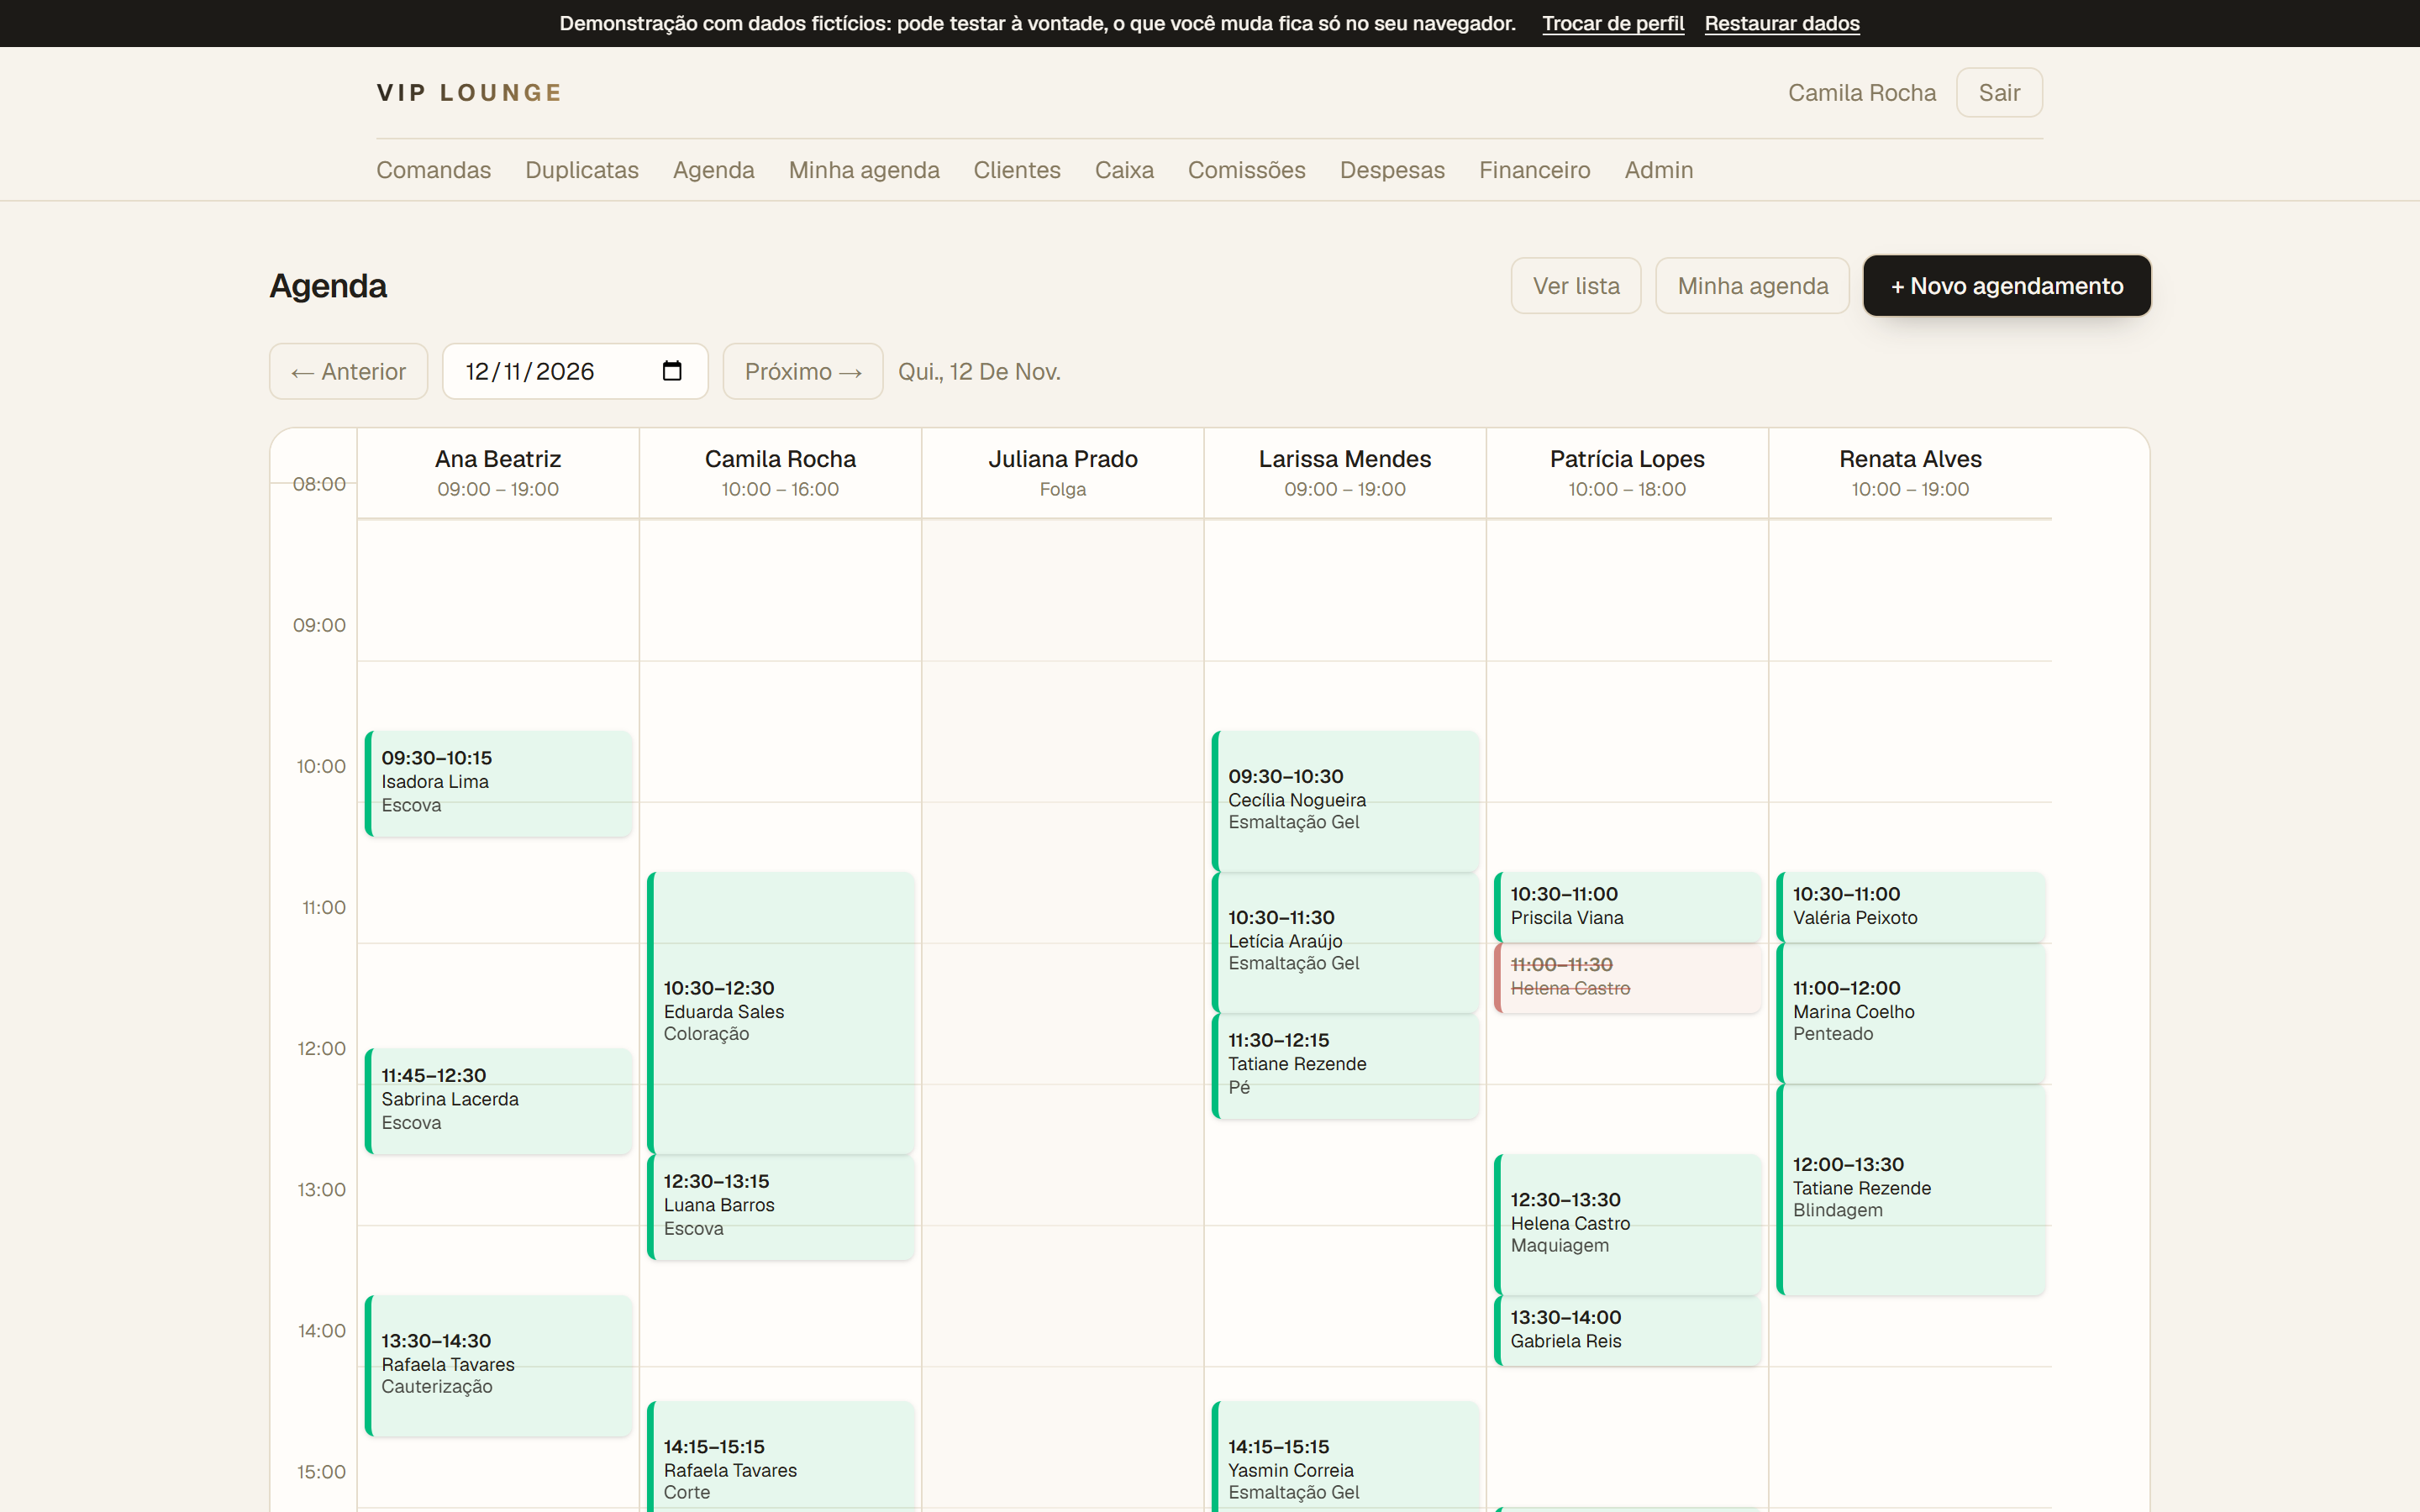 Demonstração com dados fictícios: pode testar à vontade, o que você muda fica só no seu navegador. Trocar de perfil Restaurar dados
VIP LOUNGE
Camila Rocha Sair
Comandas Duplicatas Agenda Minha agenda Clientes Caixa Comissões Despesas Financeiro Admin
Agenda
Ver lista Minha agenda + Novo agendamento
← Anterior 12/11/2026 Próximo → Qui., 12 De Nov.
Ana Beatriz
09:00 – 19:00
Camila Rocha
10:00 – 16:00
Juliana Prado
Folga
Larissa Mendes
09:00 – 19:00
Patrícia Lopes
10:00 – 18:00
Renata Alves
10:00 – 19:00
08:00
09:00
10:00
11:00
12:00
13:00
14:00
15:00
09:30–10:15
Isadora Lima
Escova
11:45–12:30
Sabrina Lacerda
Escova
13:30–14:30
Rafaela Tavares
Cauterização
10:30–12:30
Eduarda Sales
Coloração
12:30–13:15
Luana Barros
Escova
14:15–15:15
Rafaela Tavares
Corte
09:30–10:30
Cecília Nogueira
Esmaltação Gel
10:30–11:30
Letícia Araújo
Esmaltação Gel
11:30–12:15
Tatiane Rezende
Pé
14:15–15:15
Yasmin Correia
Esmaltação Gel
10:30–11:00
Priscila Viana
11:00–11:30
Helena Castro
12:30–13:30
Helena Castro
Maquiagem
13:30–14:00
Gabriela Reis
10:30–11:00
Valéria Peixoto
11:00–12:00
Marina Coelho
Penteado
12:00–13:30
Tatiane Rezende
Blindagem